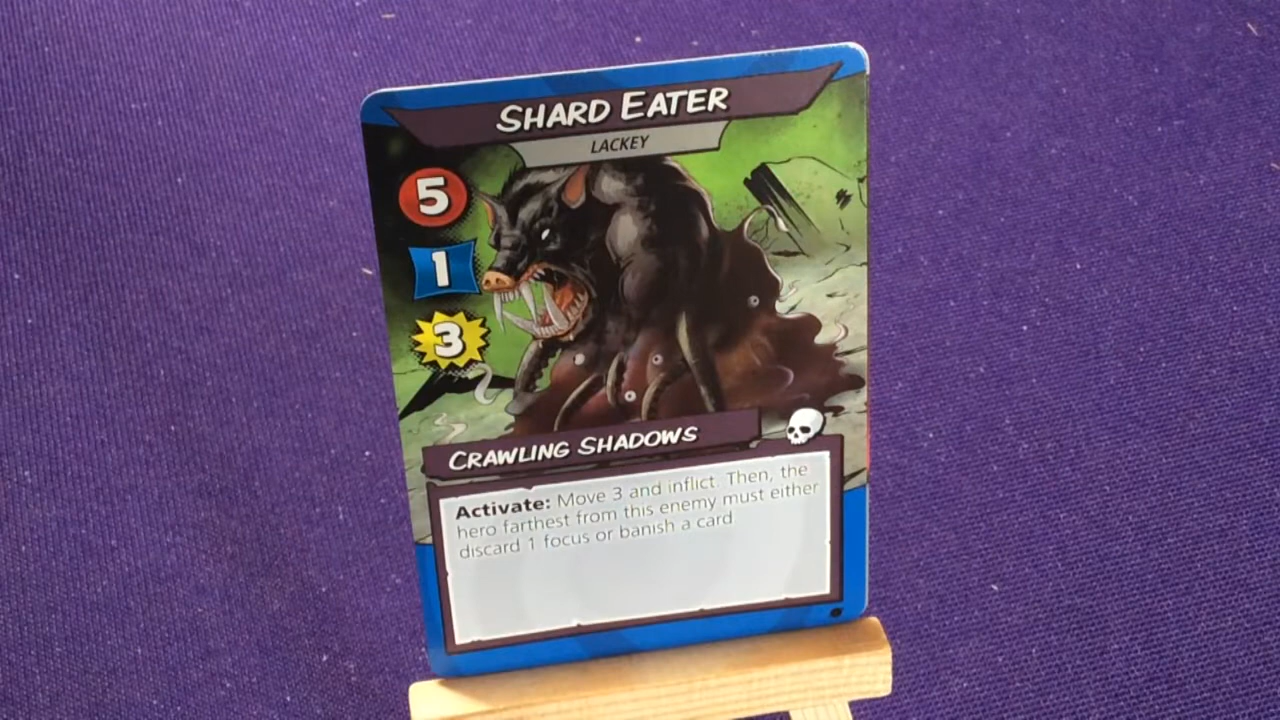 SHARD EATER
LACKEY
5
1
3
CRAWLING SHADOWS
Activate: Move 3 and inflict. Then, the
hero farthest from this enemy must either
discard 1 focus or banish a card.